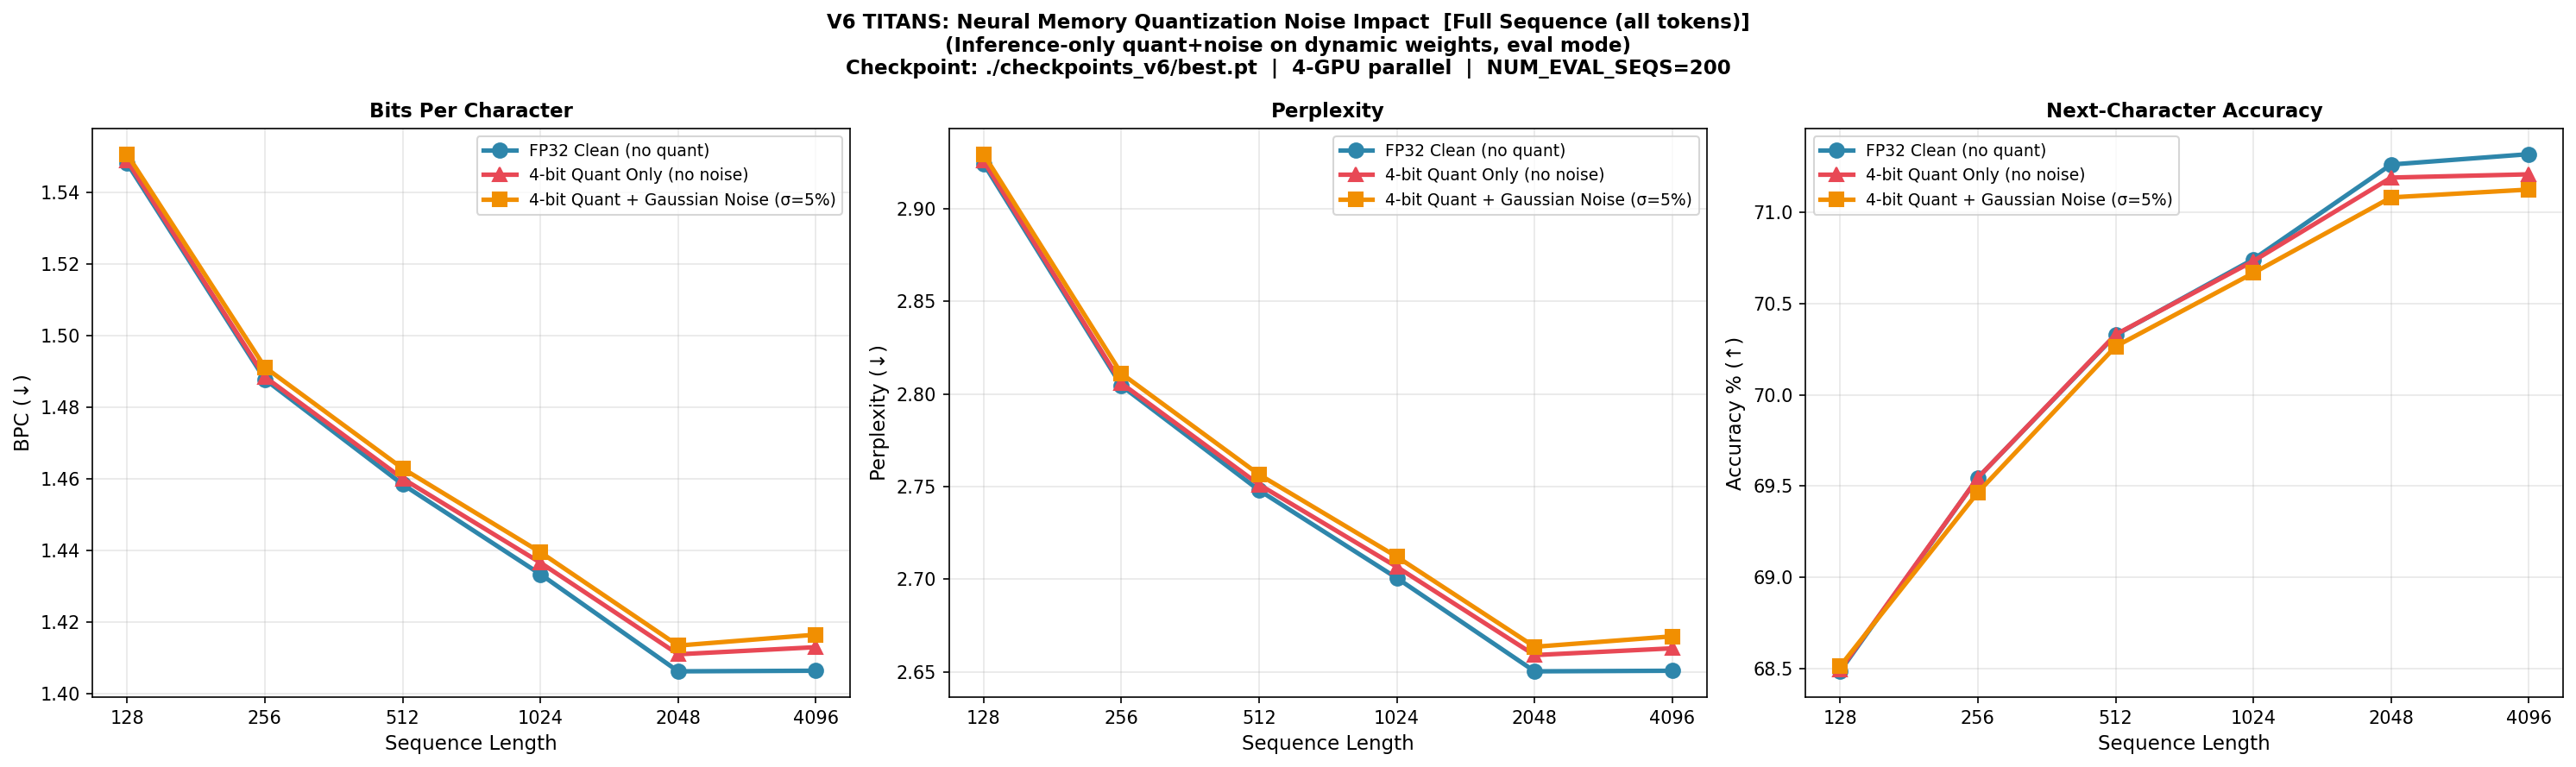 V6 TITANS: Neural Memory Quantization Noise Impact  [Full Sequence (all tokens)]
(Inference-only quant+noise on dynamic weights, eval mode)
Checkpoint: ./checkpoints_v6/best.pt  |  4-GPU parallel  |  NUM_EVAL_SEQS=200
Bits Per Character
FP32 Clean (no quant)
4-bit Quant Only (no noise)
4-bit Quant + Gaussian Noise (σ=5%)
BPC (↓)
1.54
1.52
1.50
1.48
1.46
1.44
1.42
1.40
128 256 512 1024 2048 4096
Sequence Length
Perplexity
FP32 Clean (no quant)
4-bit Quant Only (no noise)
4-bit Quant + Gaussian Noise (σ=5%)
Perplexity (↓)
2.90
2.85
2.80
2.75
2.70
2.65
128 256 512 1024 2048 4096
Sequence Length
Next-Character Accuracy
FP32 Clean (no quant)
4-bit Quant Only (no noise)
4-bit Quant + Gaussian Noise (σ=5%)
Accuracy % (↑)
71.0
70.5
70.0
69.5
69.0
68.5
128 256 512 1024 2048 4096
Sequence Length